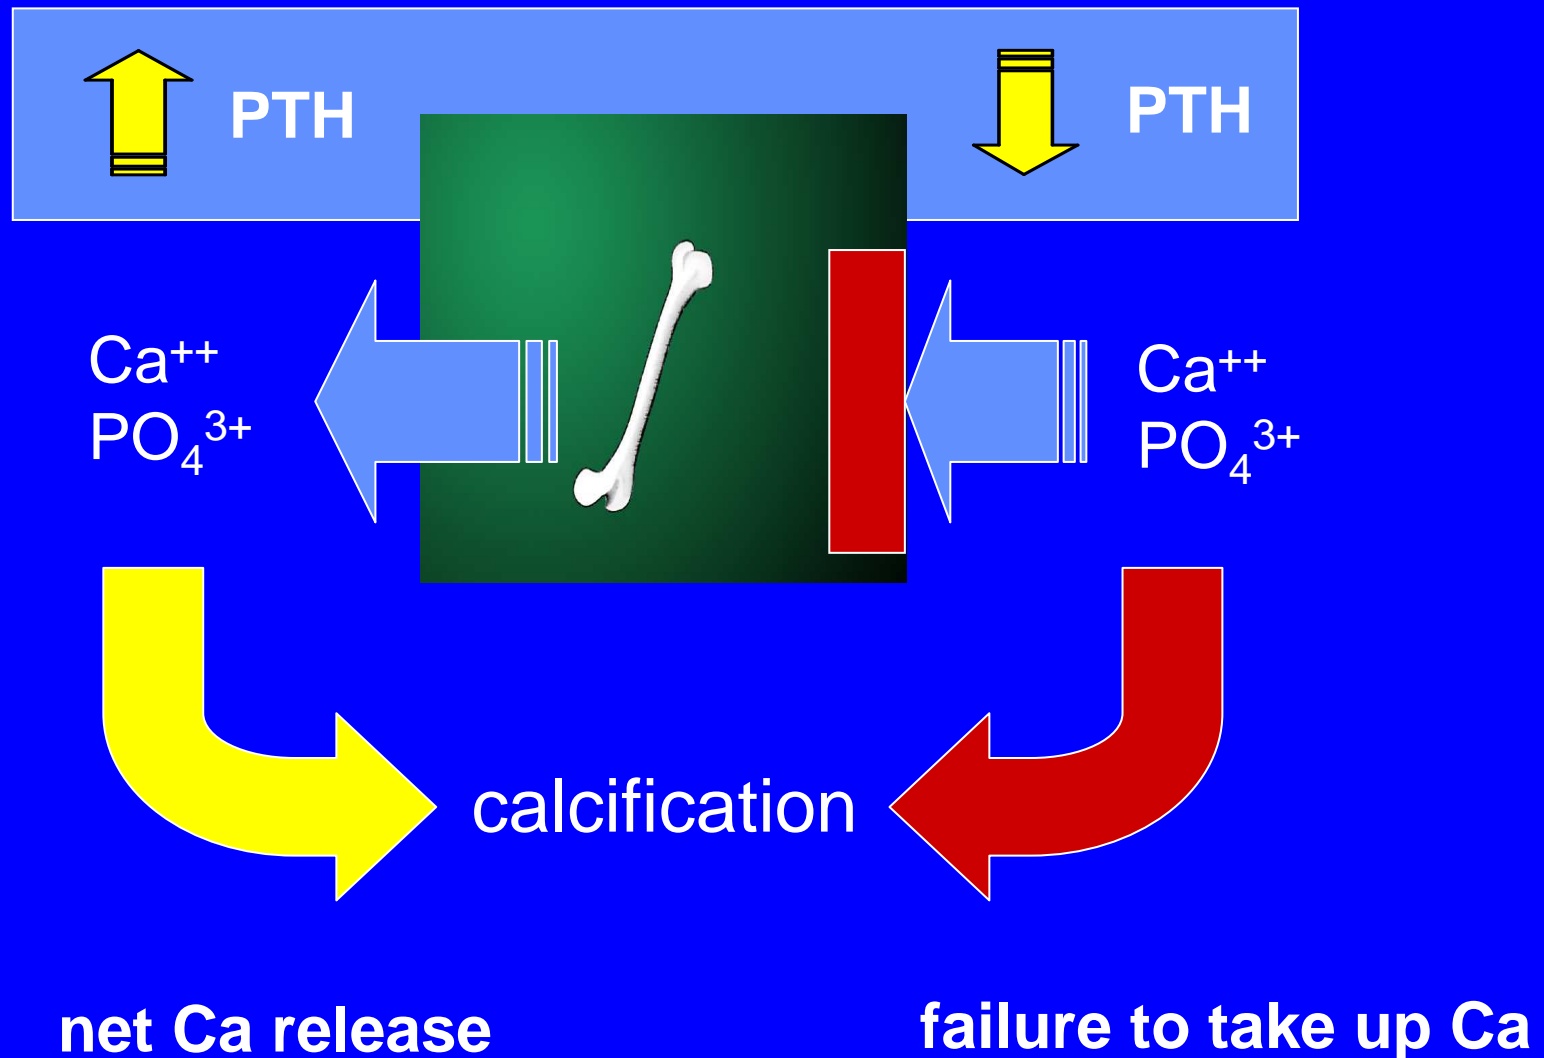 PTH
PTH
Ca⁺⁺
PO₄³⁺
Ca⁺⁺
PO₄³⁺
calcification
net Ca release
failure to take up Ca